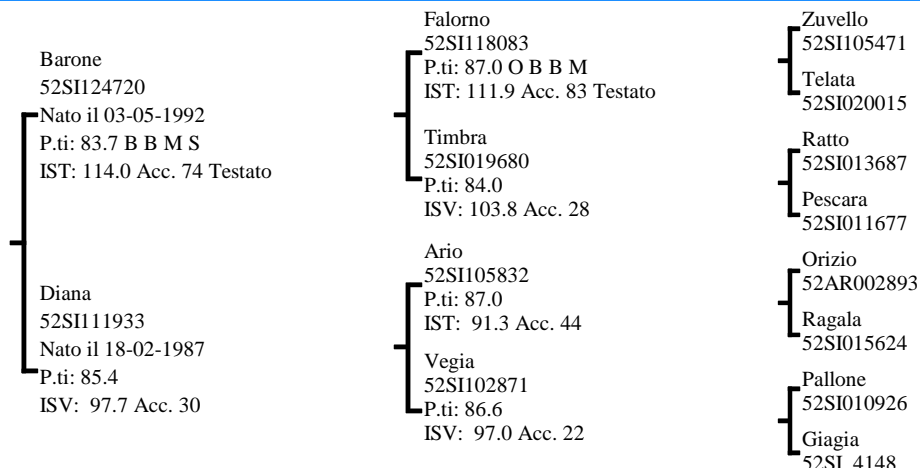 Barone
52SI124720
Nato il 03-05-1992
P.ti: 83.7 B B M S
IST: 114.0 Acc. 74 Testato
Diana
52SI111933
Nato il 18-02-1987
P.ti: 85.4
ISV: 97.7 Acc. 30
Falorno
52SI118083
P.ti: 87.0 O B B M
IST: 111.9 Acc. 83 Testato
Timbra
52SI019680
P.ti: 84.0
ISV: 103.8 Acc. 28
Ario
52SI105832
P.ti: 87.0
IST: 91.3 Acc. 44
Vegia
52SI102871
P.ti: 86.6
ISV: 97.0 Acc. 22
Zuvello
52SI105471
Telata
52SI020015
Ratto
52SI013687
Pescara
52SI011677
Orizio
52AR002893
Ragala
52SI015624
Pallone
52SI010926
Giagia
52SI 4148